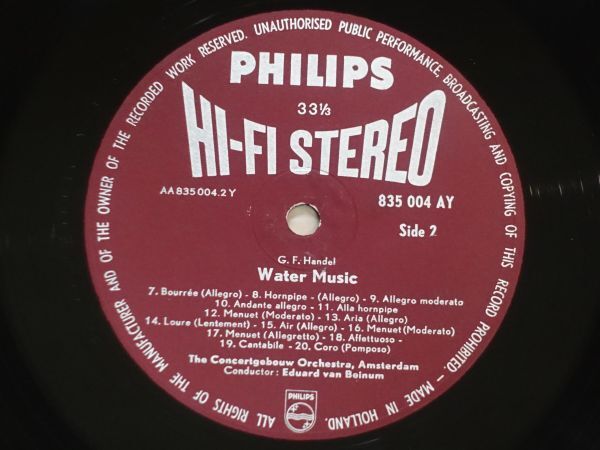 ALL RIGHTS OF THE MANUFACTURER AND OF THE OWNER OF THE RECORDED WORK RESERVED. UNAUTHORISED PUBLIC PERFORMANCE, BROADCASTING AND COPYING OF THIS RECORD PROHIBITED. – MADE IN HOLLAND.
PHILIPS
33⅓
HI-FI STEREO
AA 835 004.2 Y
835 004 AY
Side 2
G. F. Handel
Water Music
7. Bourrée (Allegro) - 8. Hornpipe - (Allegro) - 9. Allegro moderato
10. Andante allegro - 11. Alla hornpipe
12. Menuet (Moderato) - 13. Aria (Allegro)
14. Loure (Lentement) - 15. Air (Allegro) - 16. Menuet (Moderato)
17. Menuet (Allegretto) - 18. Affettuoso -
19. Cantabile - 20. Coro (Pomposo)
The Concertgebouw Orchestra, Amsterdam
Conductor : Eduard van Beinum
PHILIPS